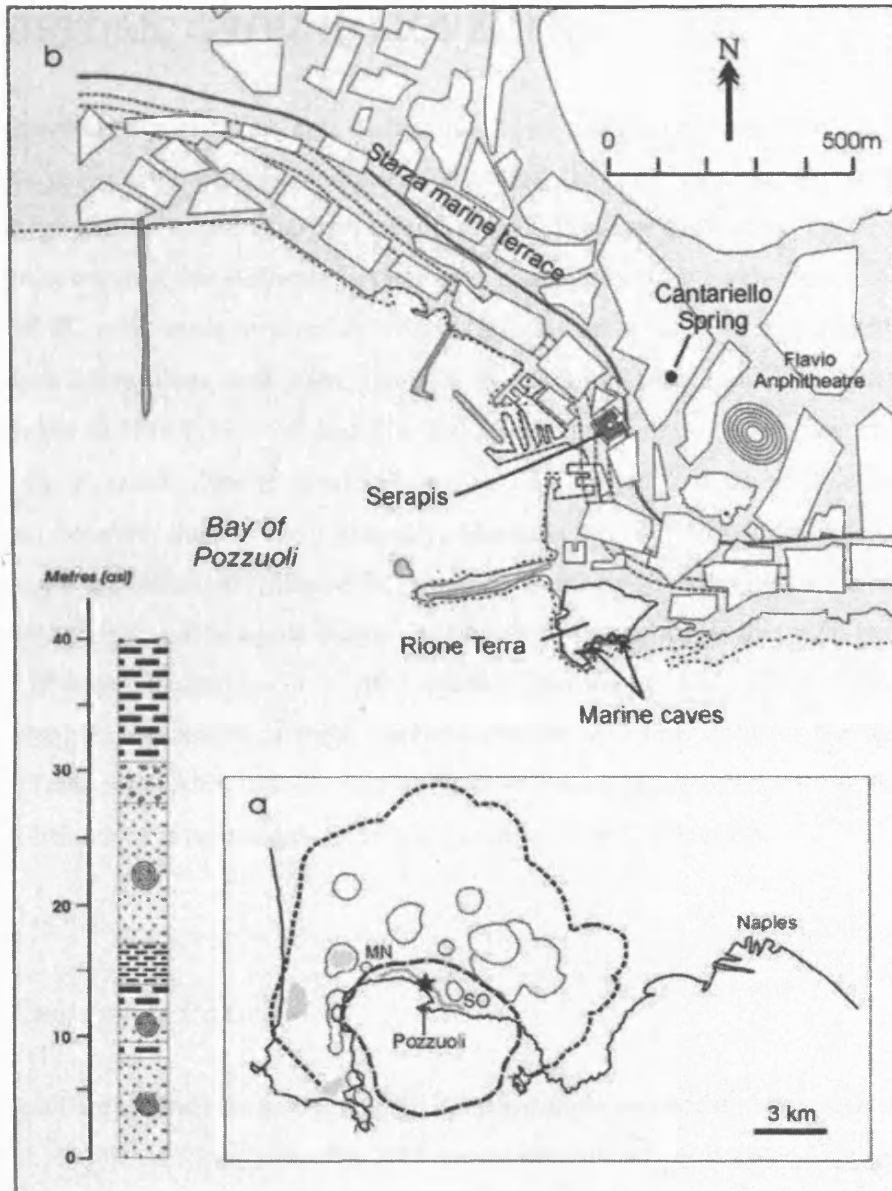 b
N
0 500m
Starza marine terrace
Cantariello
Spring
Flavio
Anphitheatre
Serapis
Bay of
Pozzuoli
Metres (asl)
40
30
20
10
0
Rione Terra
Marine caves
a
MN
SO
Pozzuoli
Naples
3 km